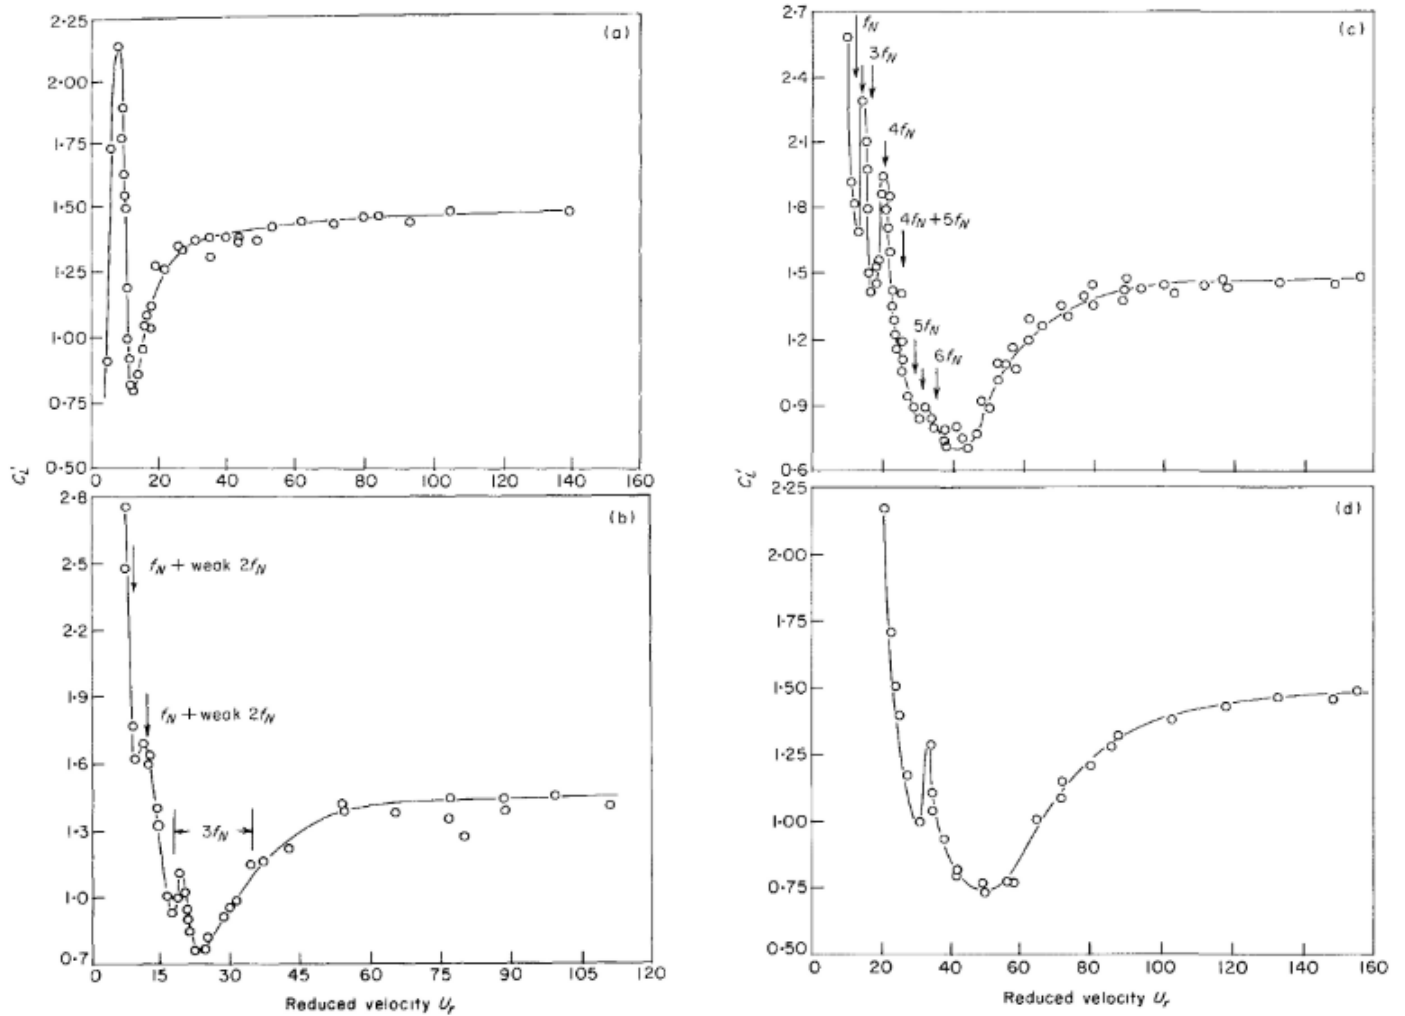 2·25
2·00
1·75
1·50
1·25
1·00
0·75
0·50
0 20 40 60 80 100 120 140 160
(a)
C'L
2·8
2·5
2·2
1·9
1·6
1·3
1·0
0·7
0 15 30 45 60 75 90 105 120
(b)
fN + weak 2fN
fN + weak 2fN
3fN
Reduced velocity Ur
2·7
2·4
2·1
1·8
1·5
1·2
0·9
0·6
(c)
fN
3fN
4fN
4fN + 5fN
5fN
6fN
C'L
2·25
2·00
1·75
1·50
1·25
1·00
0·75
0·50
0 20 40 60 80 100 120 140 160
(d)
Reduced velocity Ur